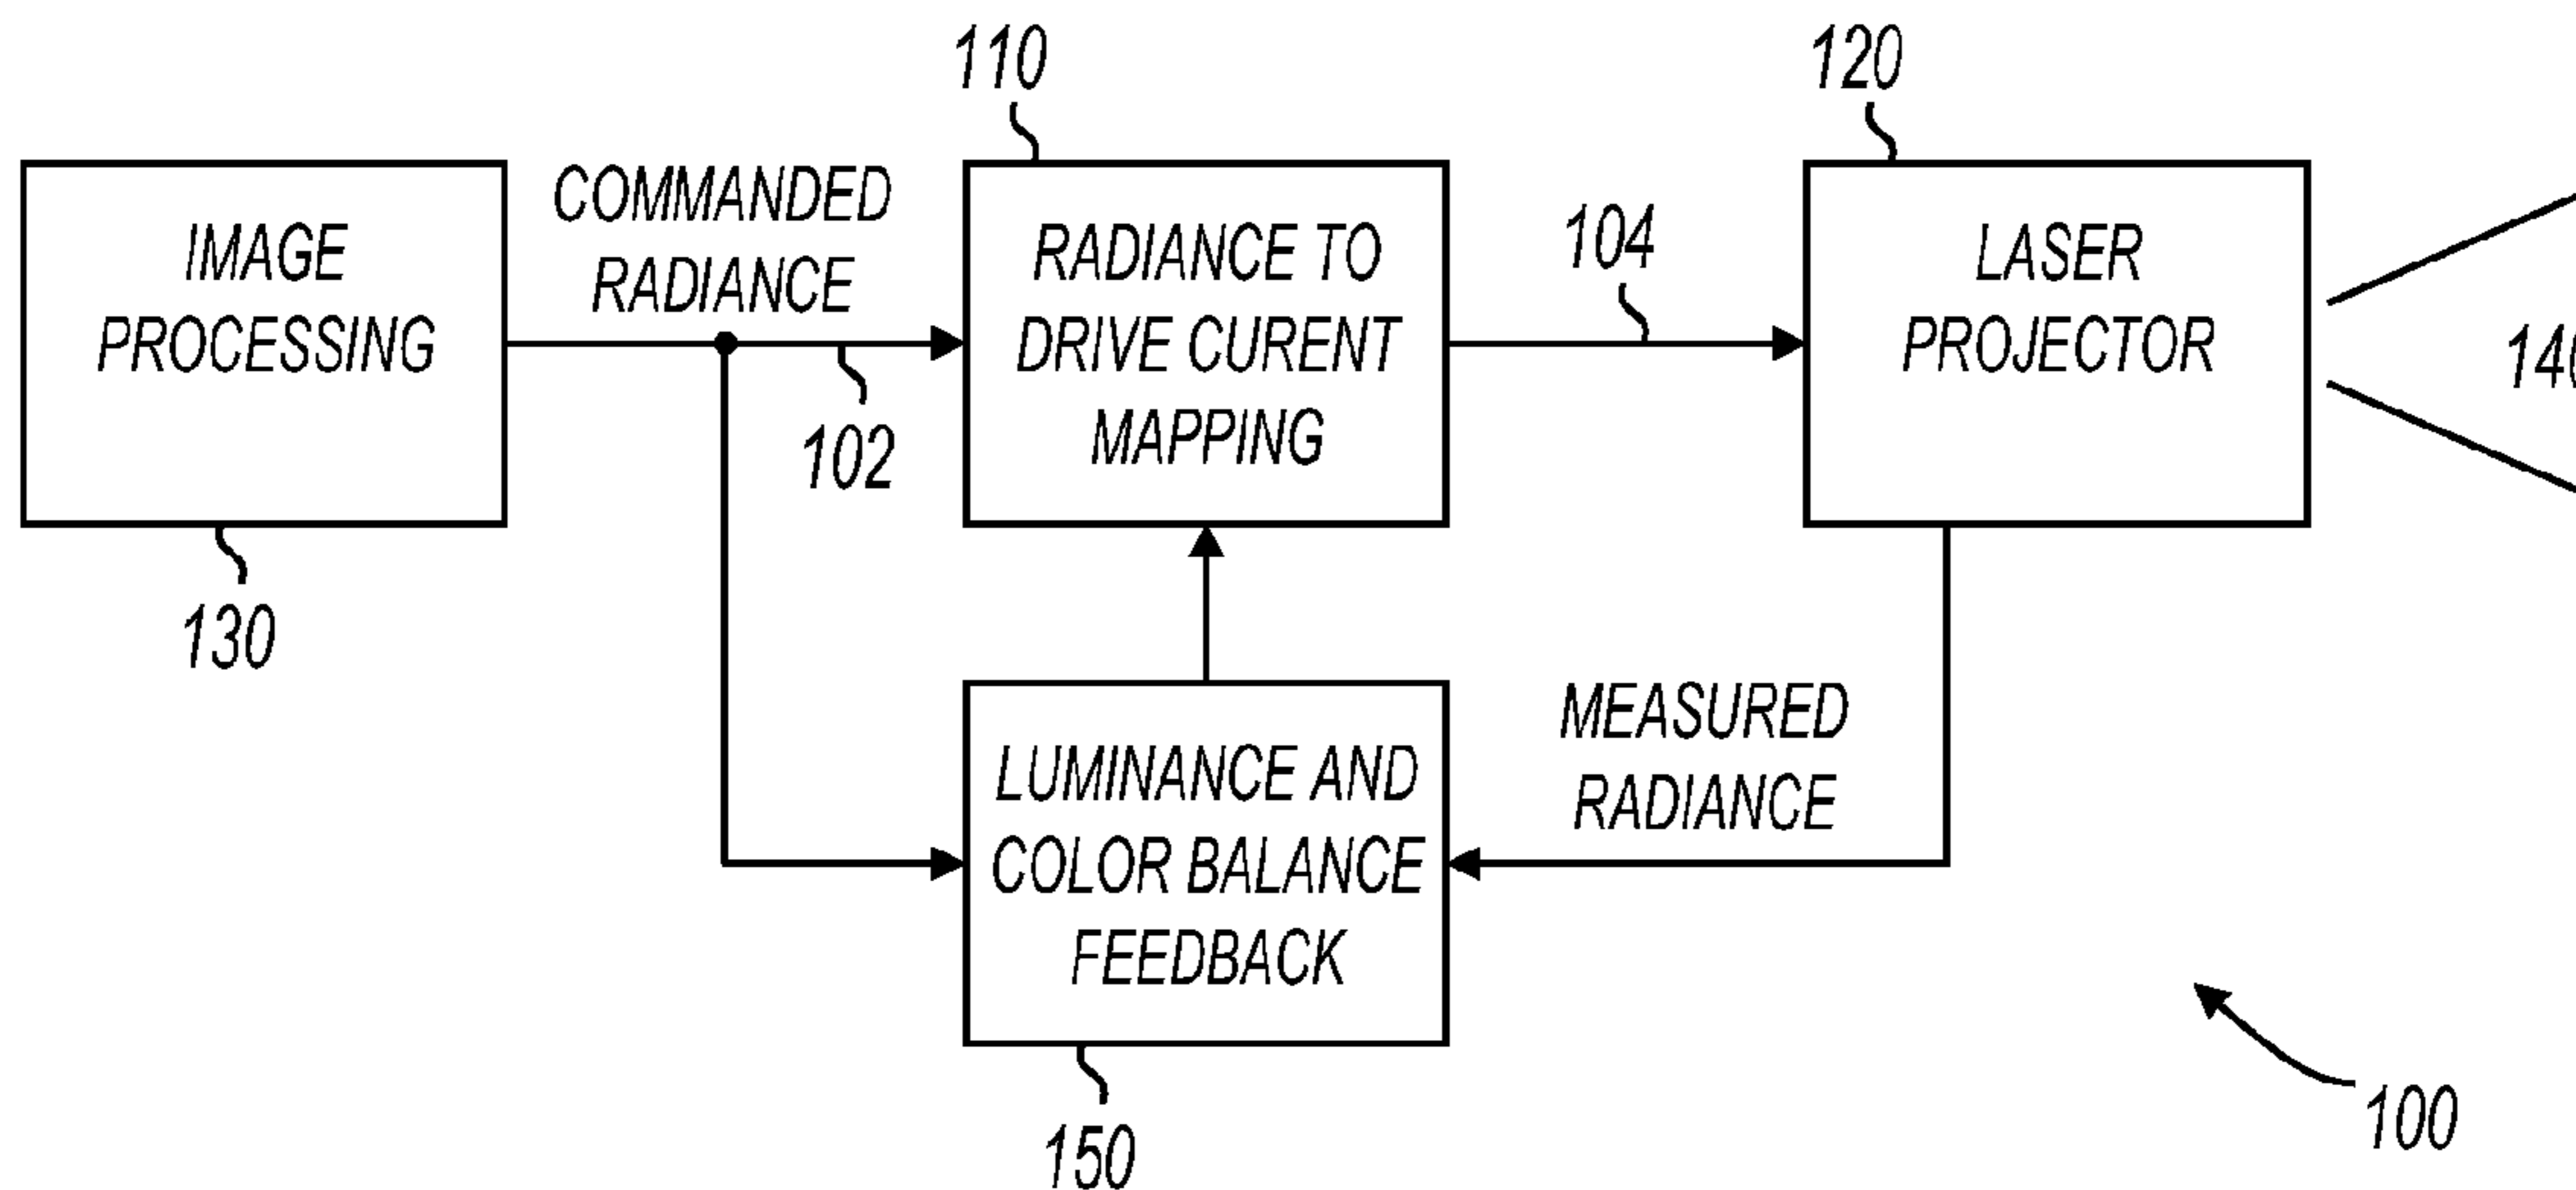 110
120
COMMANDED
RADIANCE
IMAGE
PROCESSING
RADIANCE TO
DRIVE CURENT
MAPPING
104
LASER
PROJECTOR
102
130
MEASURED
RADIANCE
LUMINANCE AND
COLOR BALANCE
FEEDBACK
150
100